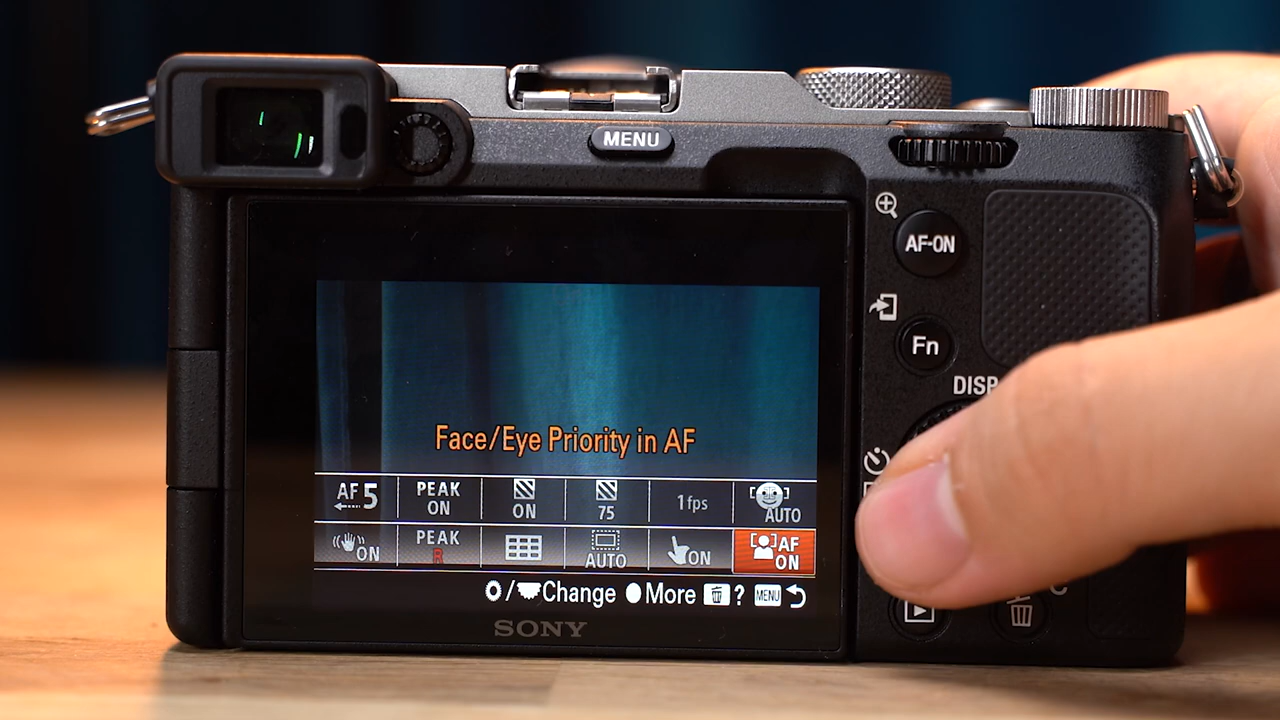 MENU
AF-ON
Fn
DISP
Face/Eye Priority in AF
AF 5
PEAK ON
ON
75
1fps
AUTO
ON
PEAK R
AUTO
ON
AF ON
/ Change More ? MENU
SONY